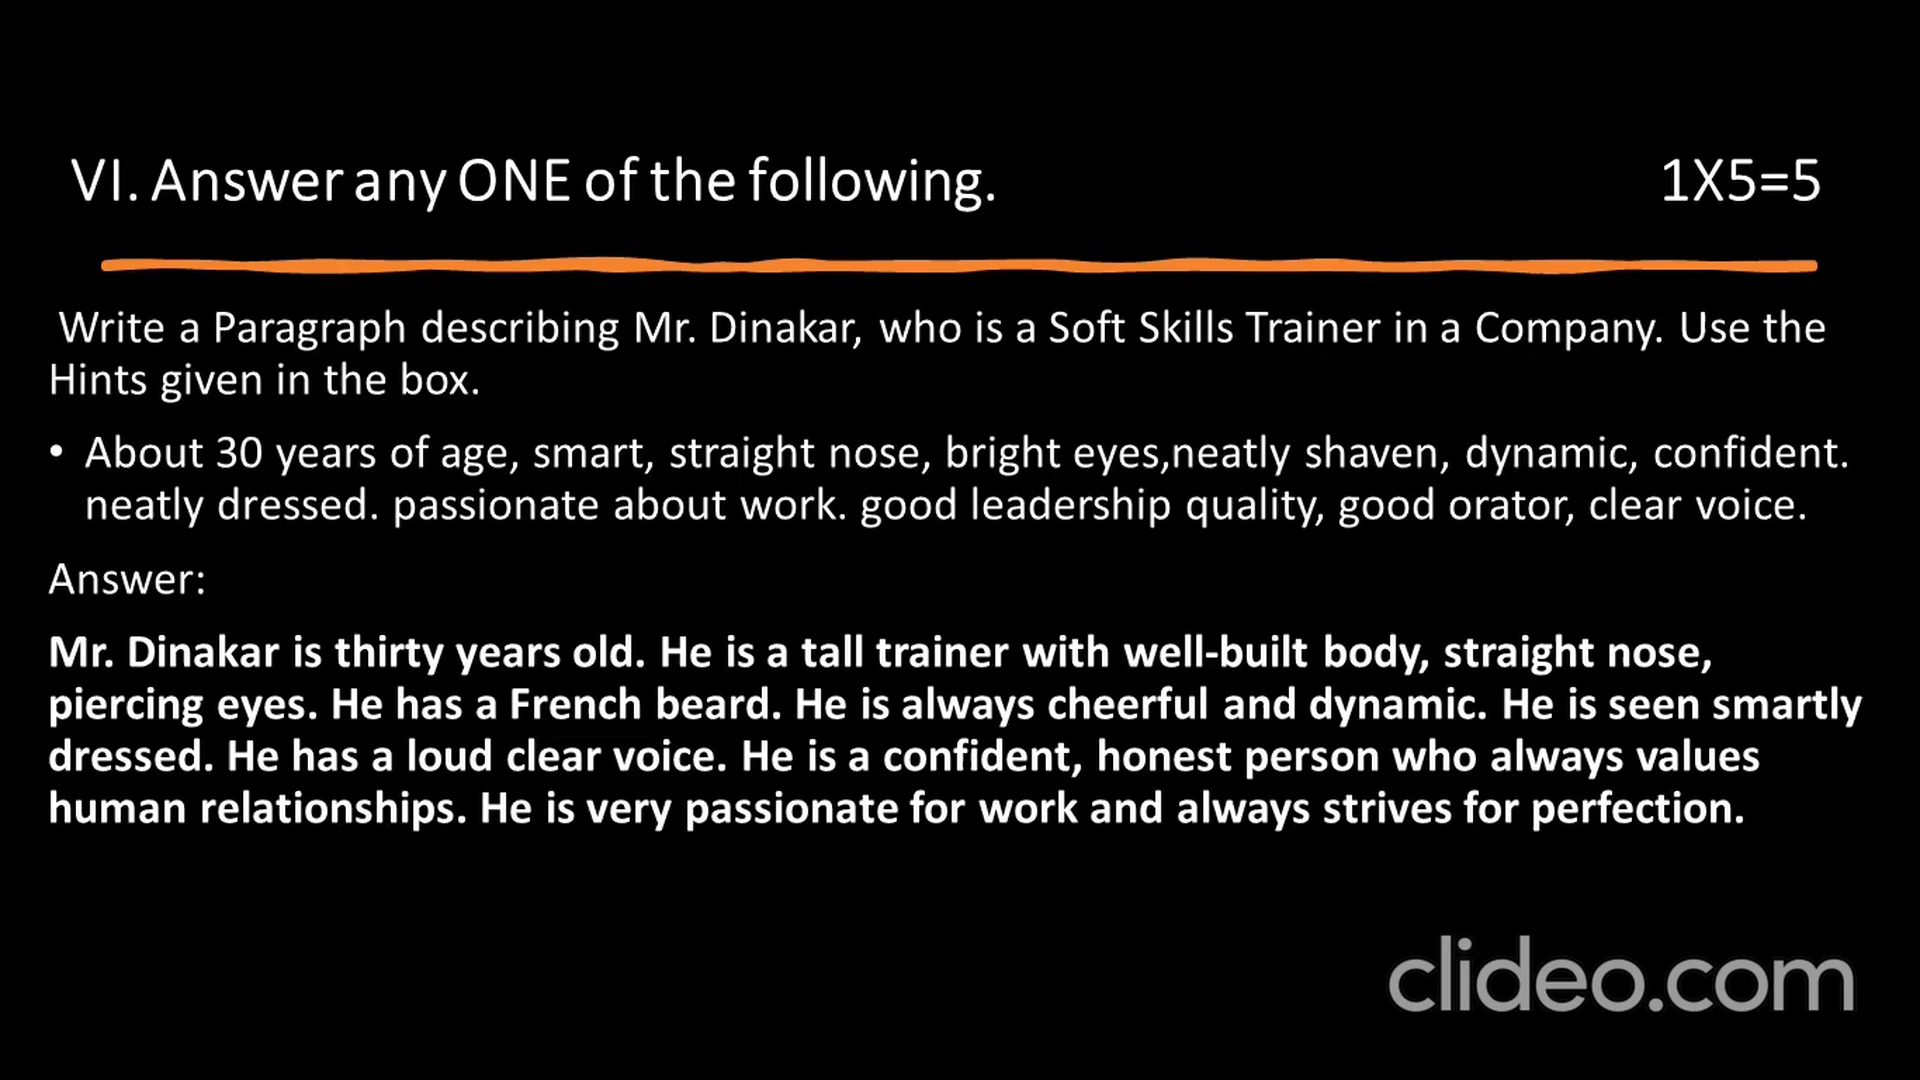 VI. Answer any ONE of the following. 1X5=5
Write a Paragraph describing Mr. Dinakar, who is a Soft Skills Trainer in a Company. Use the
Hints given in the box.
• About 30 years of age, smart, straight nose, bright eyes,neatly shaven, dynamic, confident.
neatly dressed. passionate about work. good leadership quality, good orator, clear voice.
Answer:
Mr. Dinakar is thirty years old. He is a tall trainer with well-built body, straight nose,
piercing eyes. He has a French beard. He is always cheerful and dynamic. He is seen smartly
dressed. He has a loud clear voice. He is a confident, honest person who always values
human relationships. He is very passionate for work and always strives for perfection.
clideo.com